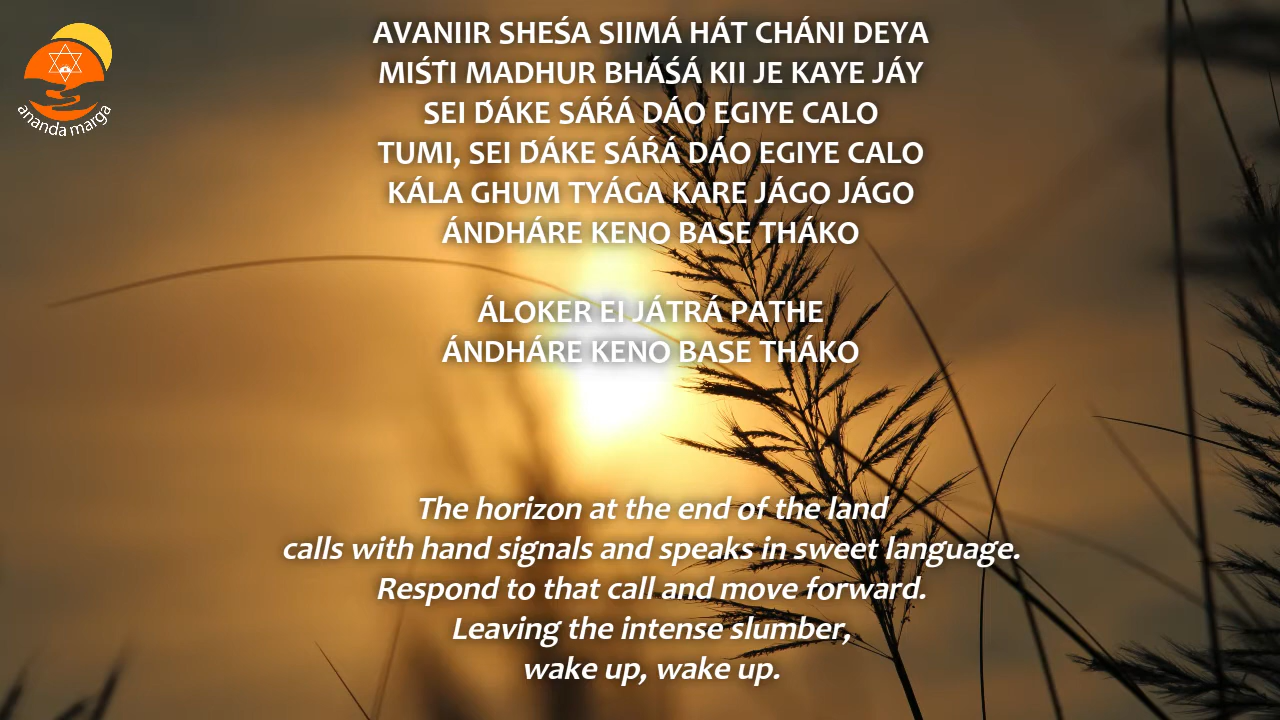 ananda marga
AVANIIR SHEŚA SIIMÁ HÁT CHÁNI DEYA
MIŚT́I MADHUR BHÁŚÁ KII JE KAYE JÁY
SEI D́ÁKE SÁŔÁ DÁO EGIYE CALO
TUMI, SEI D́ÁKE SÁŔÁ DÁO EGIYE CALO
KÁLA GHUM TYÁGA KARE JÁGO JÁGO
ÁNDHÁRE KENO BASE THÁKO
ÁLOKER EI JÁTRÁ PATHE
ÁNDHÁRE KENO BASE THÁKO
The horizon at the end of the land
calls with hand signals and speaks in sweet language.
Respond to that call and move forward.
Leaving the intense slumber,
wake up, wake up.